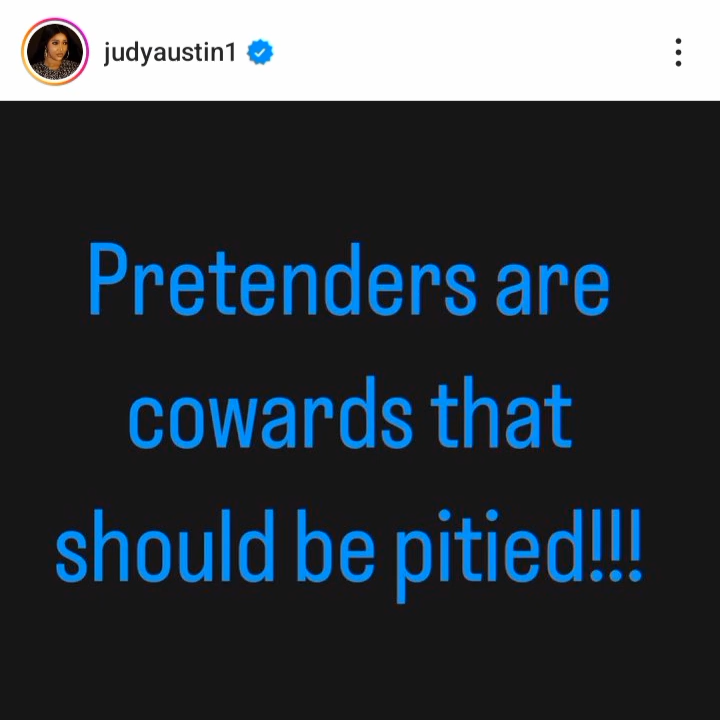 judyaustin1
Pretenders are
cowards that
should be pitied!!!